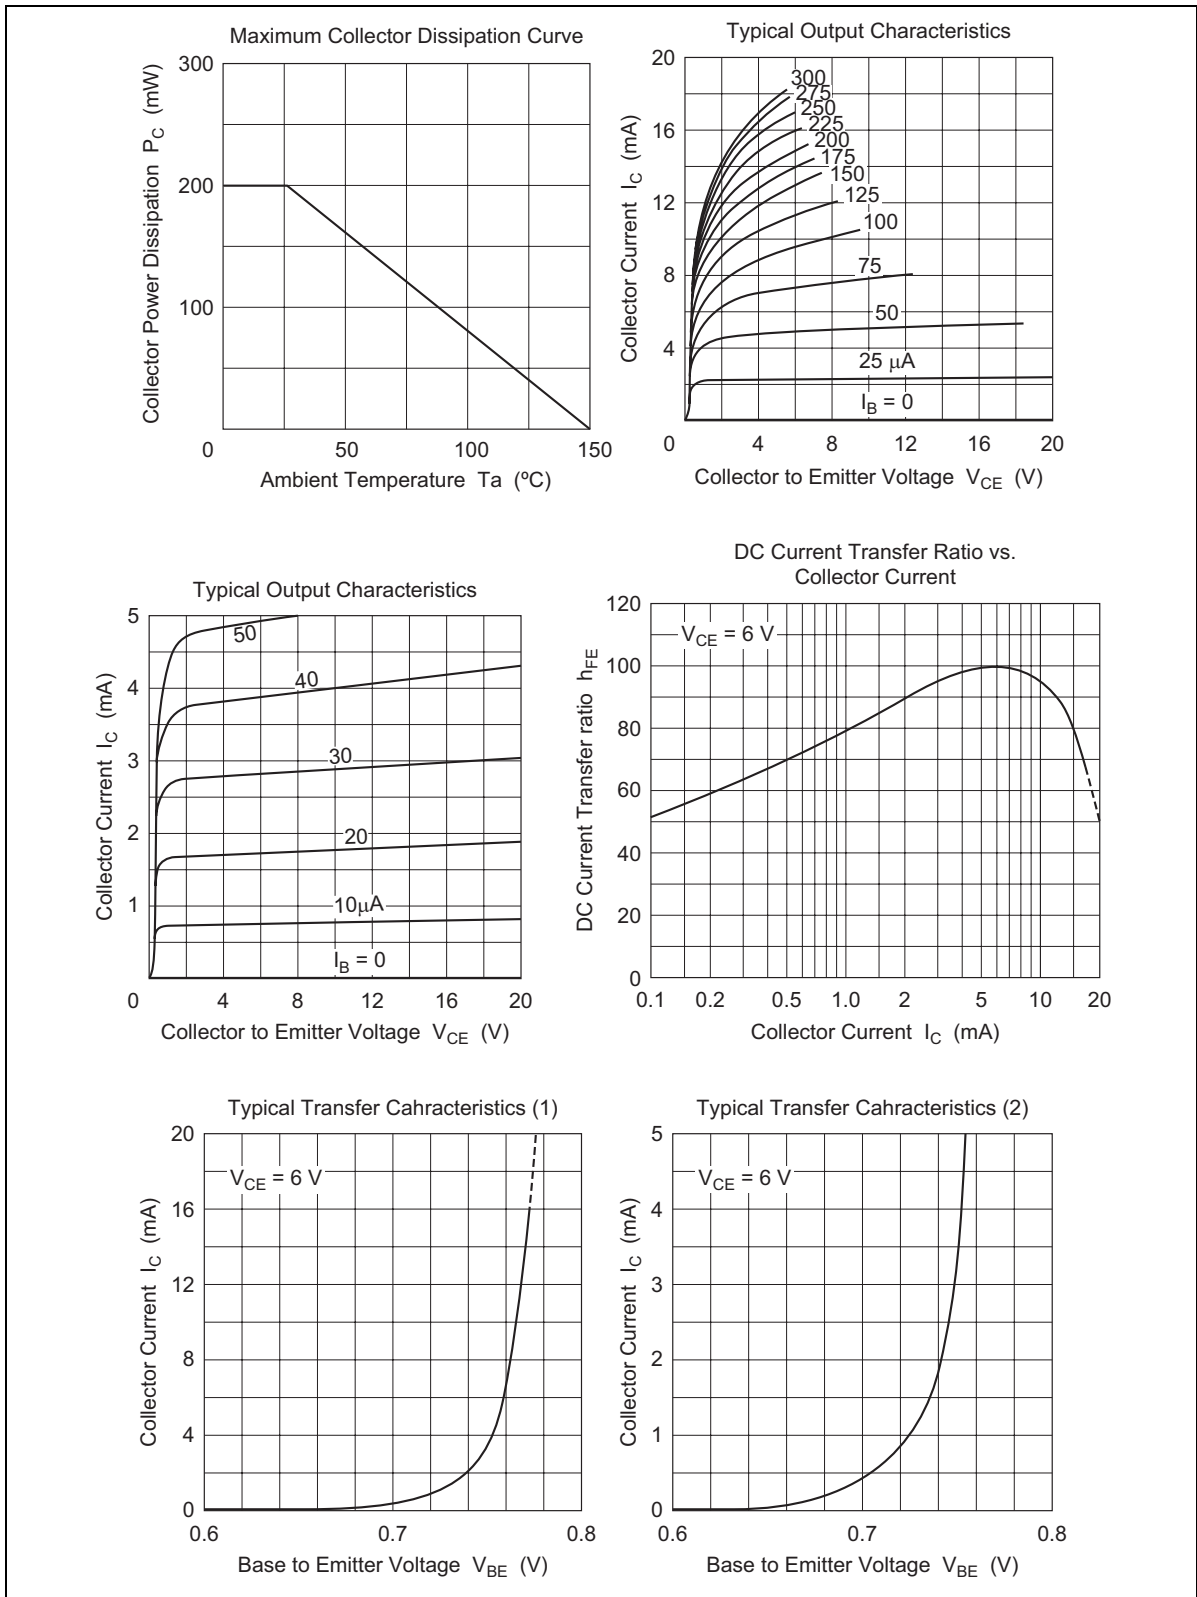 Maximum Collector Dissipation Curve
Collector Power Dissipation P_C (mW)
300
200
100
0
50
100
150
Ambient Temperature Ta (ºC)
Typical Output Characteristics
Collector Current I_C (mA)
20
16
12
8
4
0
4
8
12
16
20
300
275
250
225
200
175
150
125
100
75
50
25 μA
I_B = 0
Collector to Emitter Voltage V_CE (V)
Typical Output Characteristics
Collector Current I_C (mA)
5
4
3
2
1
0
4
8
12
16
20
50
40
30
20
10μA
I_B = 0
Collector to Emitter Voltage V_CE (V)
DC Current Transfer Ratio vs.
Collector Current
DC Current Transfer ratio h_FE
120
100
80
60
40
20
0
V_CE = 6 V
0.1
0.2
0.5
1.0
2
5
10
20
Collector Current I_C (mA)
Typical Transfer Cahracteristics (1)
Collector Current I_C (mA)
20
16
12
8
4
0
V_CE = 6 V
0.6
0.7
0.8
Base to Emitter Voltage V_BE (V)
Typical Transfer Cahracteristics (2)
Collector Current I_C (mA)
5
4
3
2
1
0
V_CE = 6 V
0.6
0.7
0.8
Base to Emitter Voltage V_BE (V)